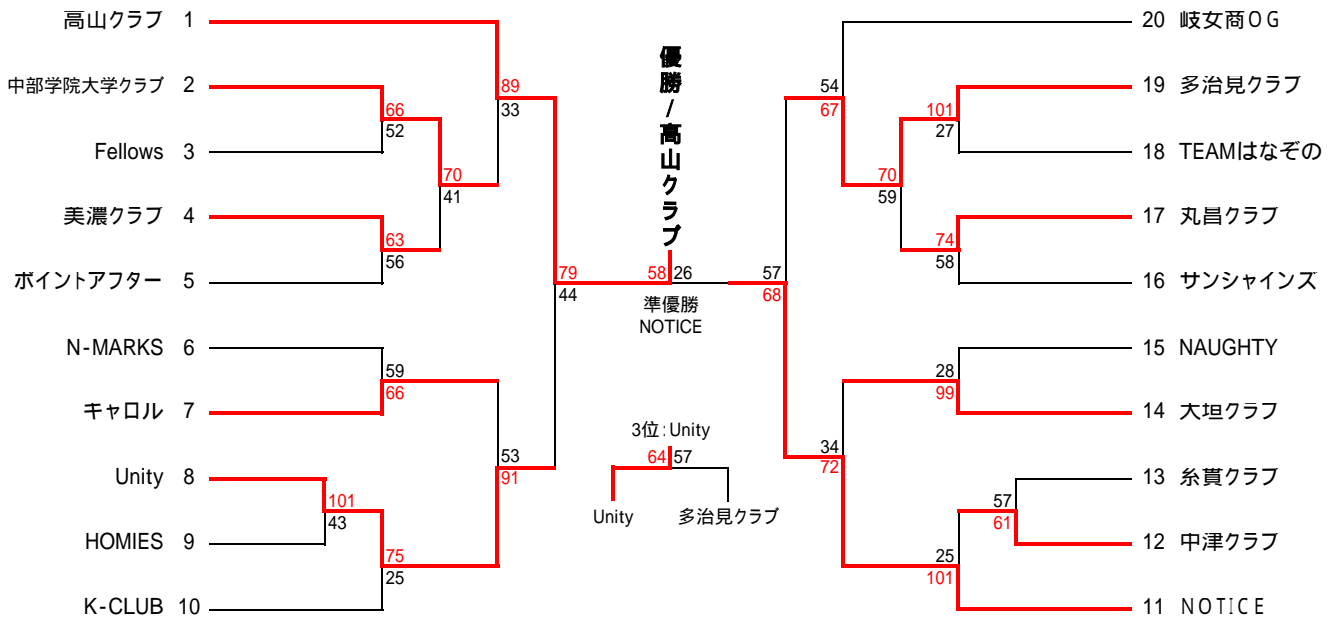 高山クラブ 1
中部学院大学クラブ 2
Fellows 3
美濃クラブ 4
ポイントアフター 5
N-MARKS 6
キャロル 7
Unity 8
HOMIES 9
K-CLUB 10
66
52
63
56
70
41
89
33
59
66
101
43
75
25
53
91
79
44
優勝/高山クラブ
58 26
準優勝
NOTICE
3位:Unity
64 57
Unity 多治見クラブ
57
68
54
67
70
59
101
27
74
58
28
99
34
72
57
61
25
101
20 岐女商OG
19 多治見クラブ
18 TEAMはなぞの
17 丸昌クラブ
16 サンシャインズ
15 NAUGHTY
14 大垣クラブ
13 糸貫クラブ
12 中津クラブ
11 NOTICE